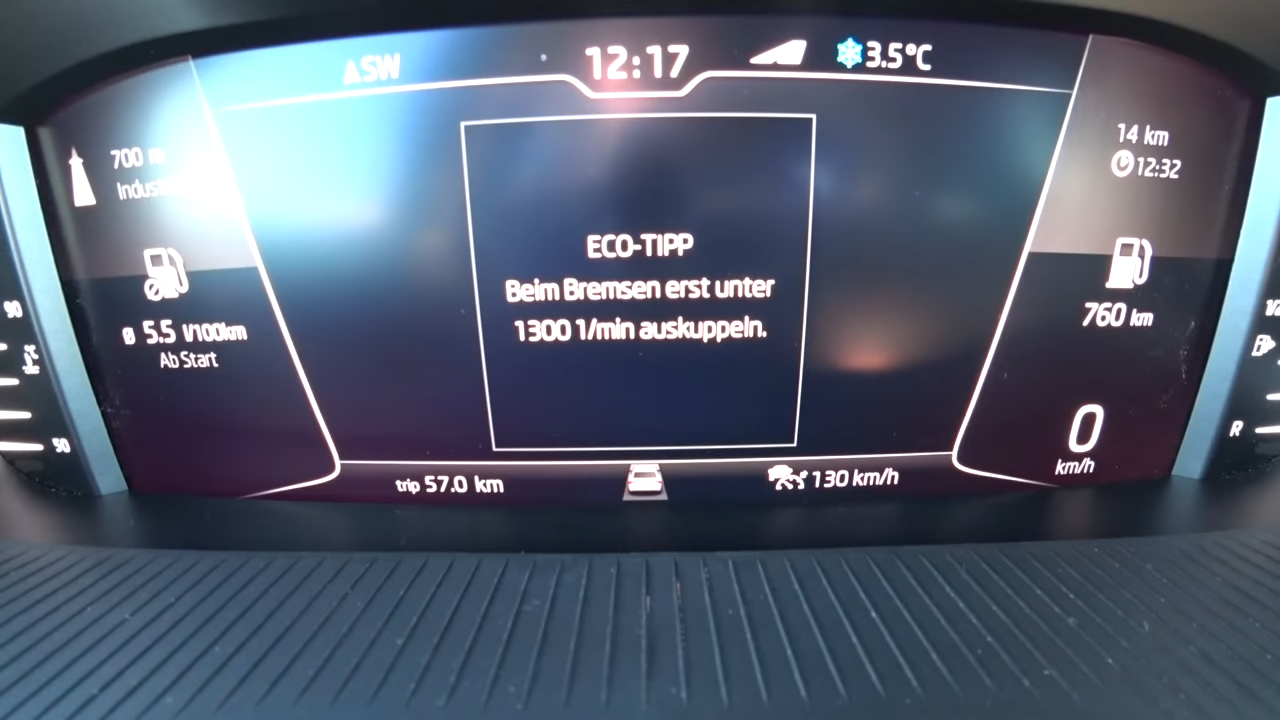 SW
12:17
3.5°C
700 m
14 km
12:32
ECO-TIPP
Beim Bremsen erst unter
1300 1/min auskuppeln.
Ø 5.5 l/100km
Ab Start
760 km
0
km/h
trip 57.0 km
130 km/h
90
°C
50
R